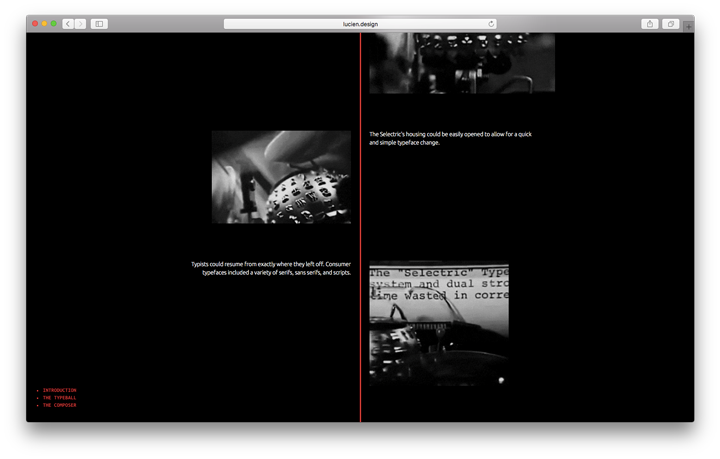 lucien.design
The Selectric's housing could be easily opened to allow for a quick
and simple typeface change.
Typists could resume from exactly where they left off. Consumer
typefaces included a variety of serifs, sans serifs, and scripts.
The "Selectric" Type
system and dual stro
time wasted in corre
INTRODUCTION
THE TYPEBALL
THE COMPOSER